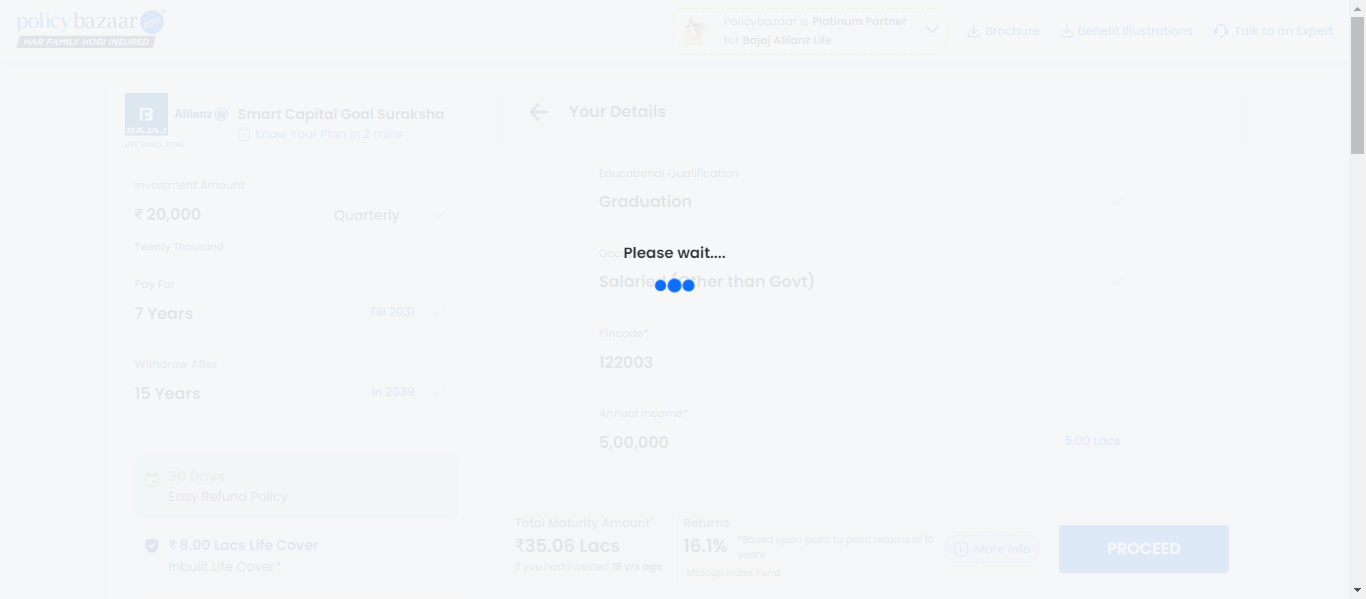 policybazaar.com
HAR FAMILY HOGI INSURED
Policybazaar is Platinum Partner
for Bajaj Allianz Life
Brochure
Benefit Illustrations
Talk to an Expert
B
BAJAJ
Allianz
LIFE GOALS. DONE.
Smart Capital Goal Suraksha
Know Your Plan in 2 mins
Investment Amount
₹ 20,000
Quarterly
Twenty Thousand
Pay For
7 Years
Till 2031
Withdraw After
15 Years
In 2039
30 Days
Easy Refund Policy
₹ 8.00 Lacs Life Cover
Inbuilt Life Cover*
Your Details
Educational Qualification
Graduation
Please wait....
Salaried (Other than Govt)
Pincode*
122003
Annual Income*
5,00,000
5.00 Lacs
Total Maturity Amount*
₹35.06 Lacs
If you had invested 15 yrs ago
Returns
16.1%
*Based upon point to point returns of 10
years
Midcap Index Fund
More Info
PROCEED